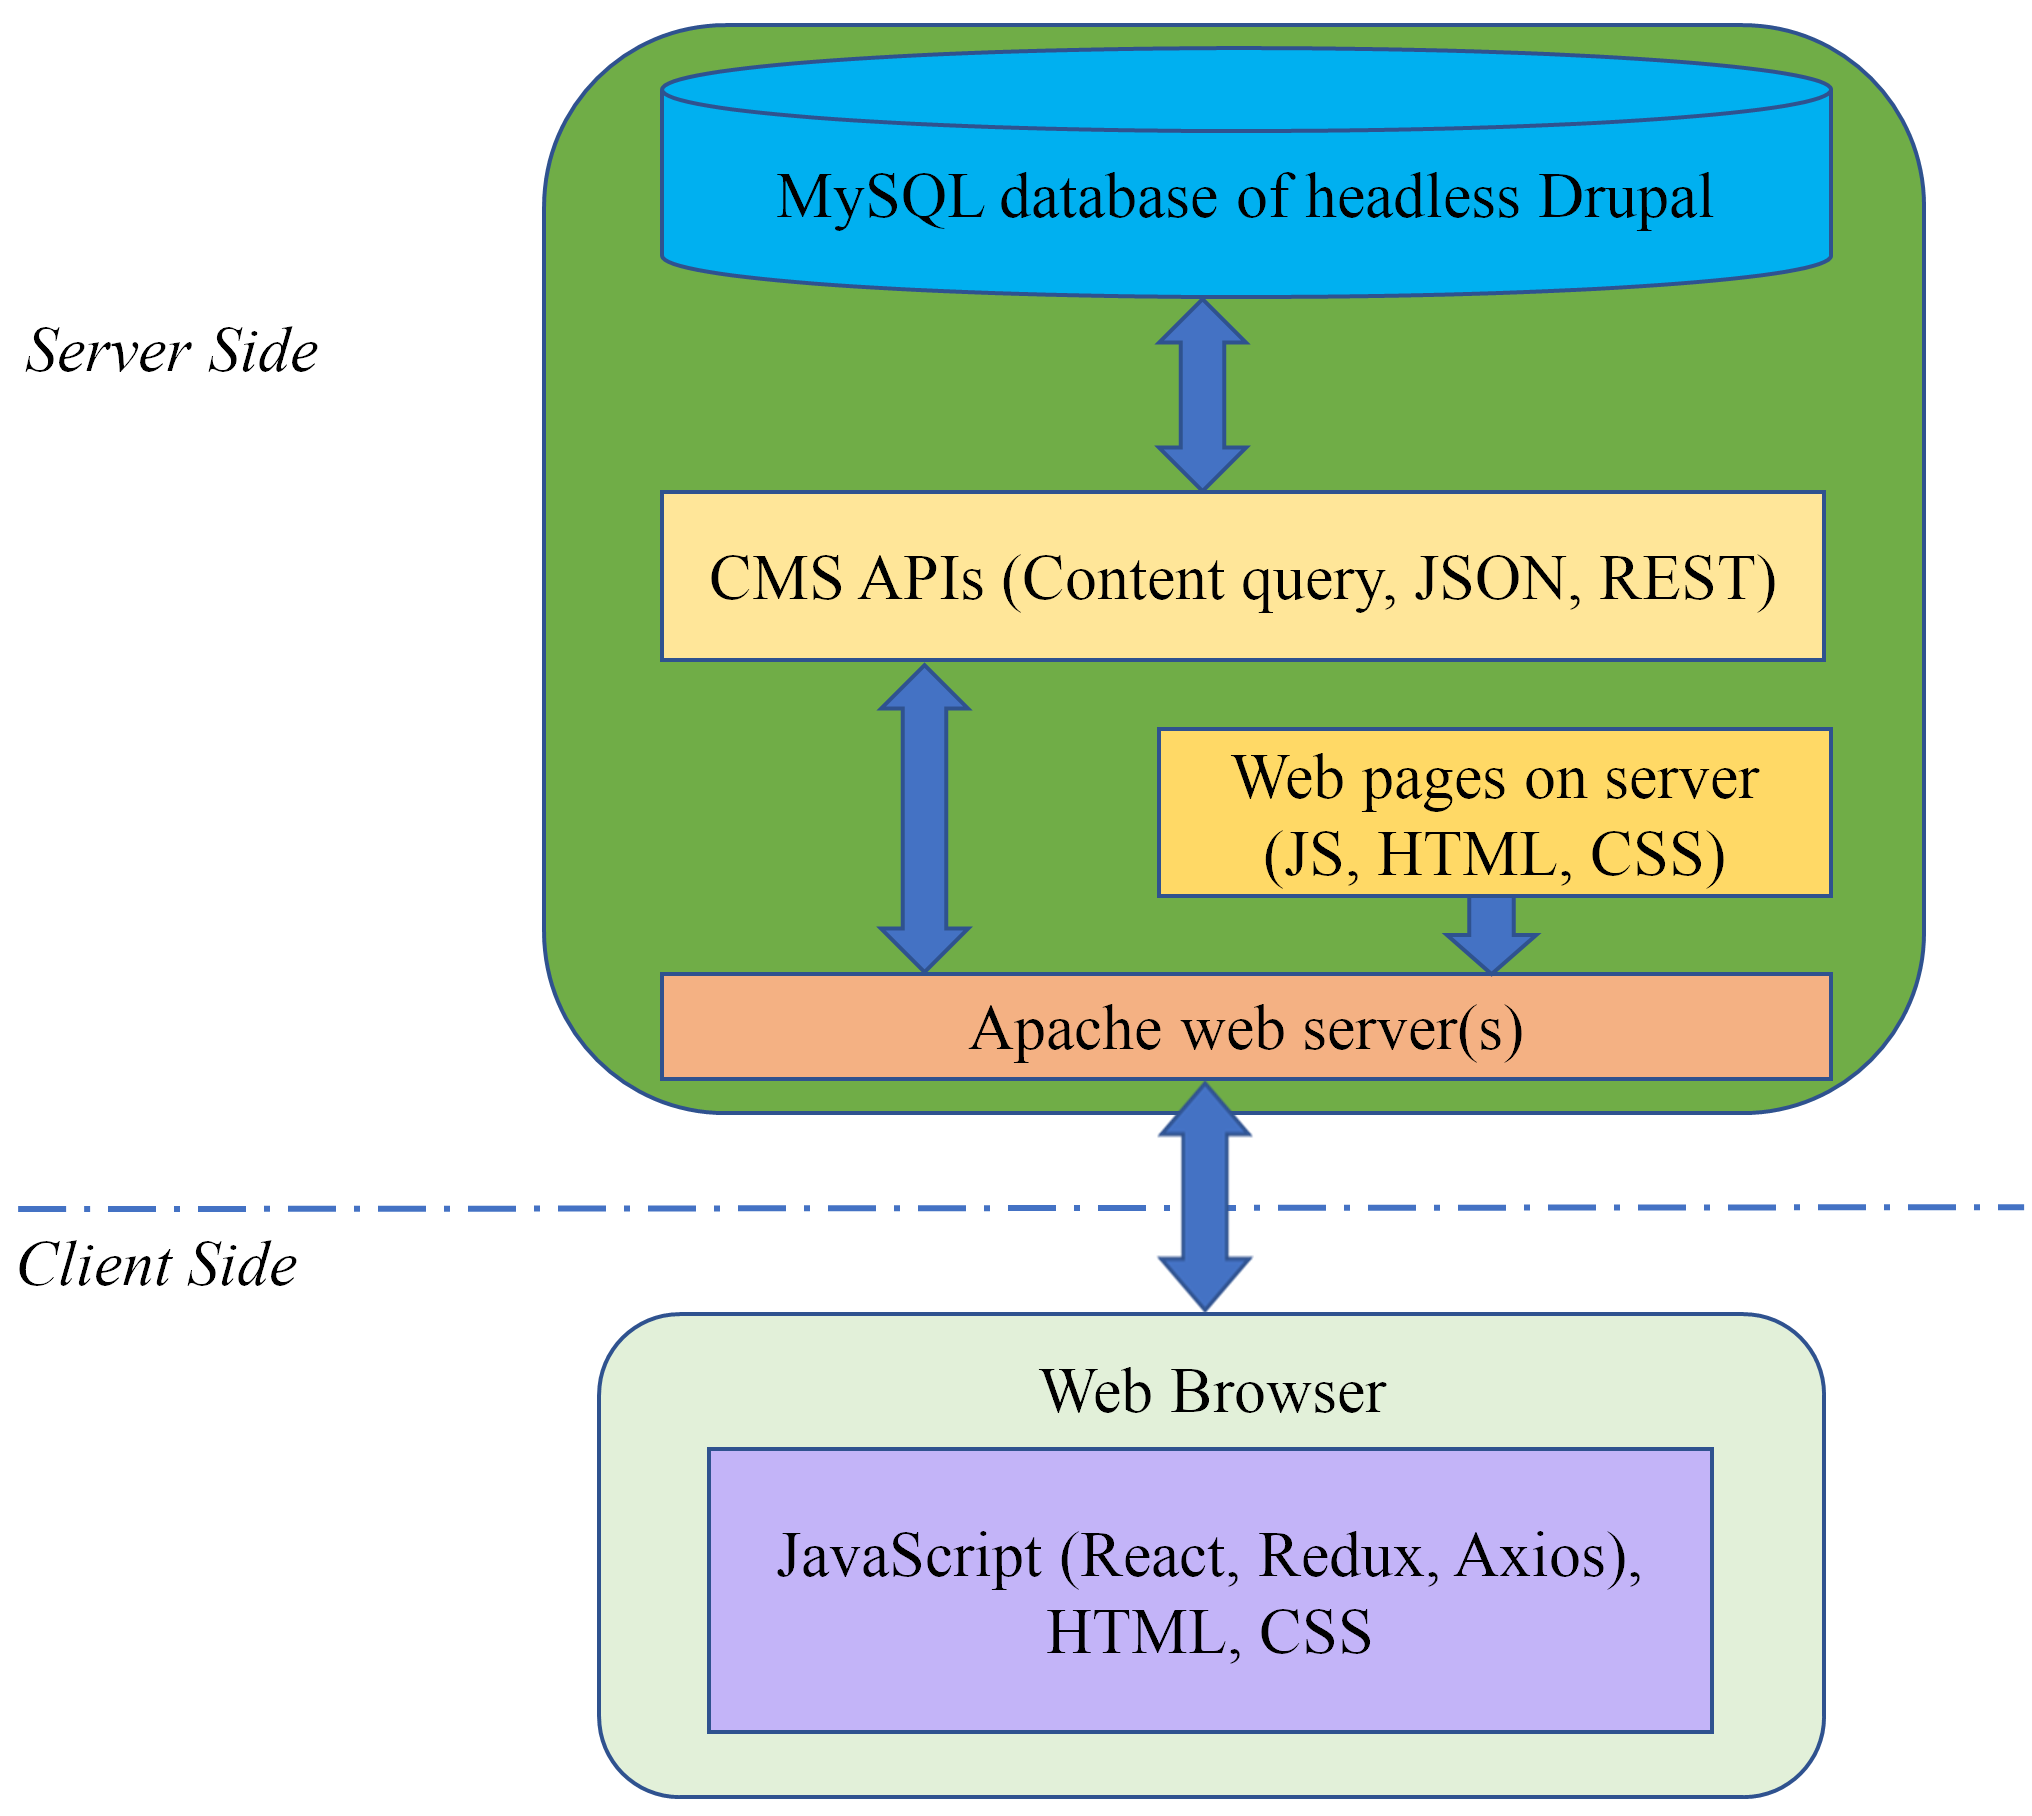 MySQL database of headless Drupal
Server Side
CMS APIs (Content query, JSON, REST)
Web pages on server
(JS, HTML, CSS)
Apache web server(s)
Client Side
Web Browser
JavaScript (React, Redux, Axios),
HTML, CSS